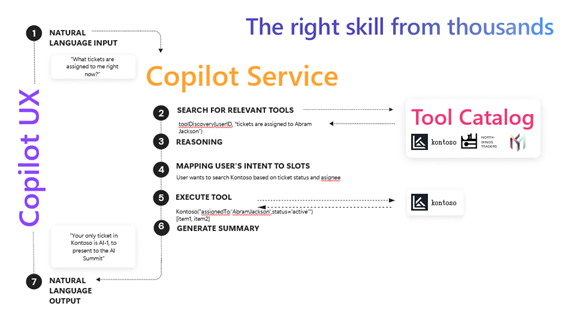 The right skill from thousands
Copilot UX
1
NATURAL
LANGUAGE INPUT
"What tickets are
assigned to me right
now?"
Copilot Service
2
SEARCH FOR RELEVANT TOOLS
toolDiscovery(userID, "tickets are assigned to Abram
Jackson")
Tool Catalog
kontoso
NORTH-
WINDS
TRADERS
3
REASONING
4
MAPPING USER'S INTENT TO SLOTS
User wants to search Kontoso based on ticket status and asignee
5
EXECUTE TOOL
Kontoso("assignedTo'AbramJackson',status='active'")
[item1, item2]
kontoso
6
GENERATE SUMMARY
"Your only ticket in
Kontoso is AI-1, to
present to the AI
Summit"
7
NATURAL
LANGUAGE
OUTPUT